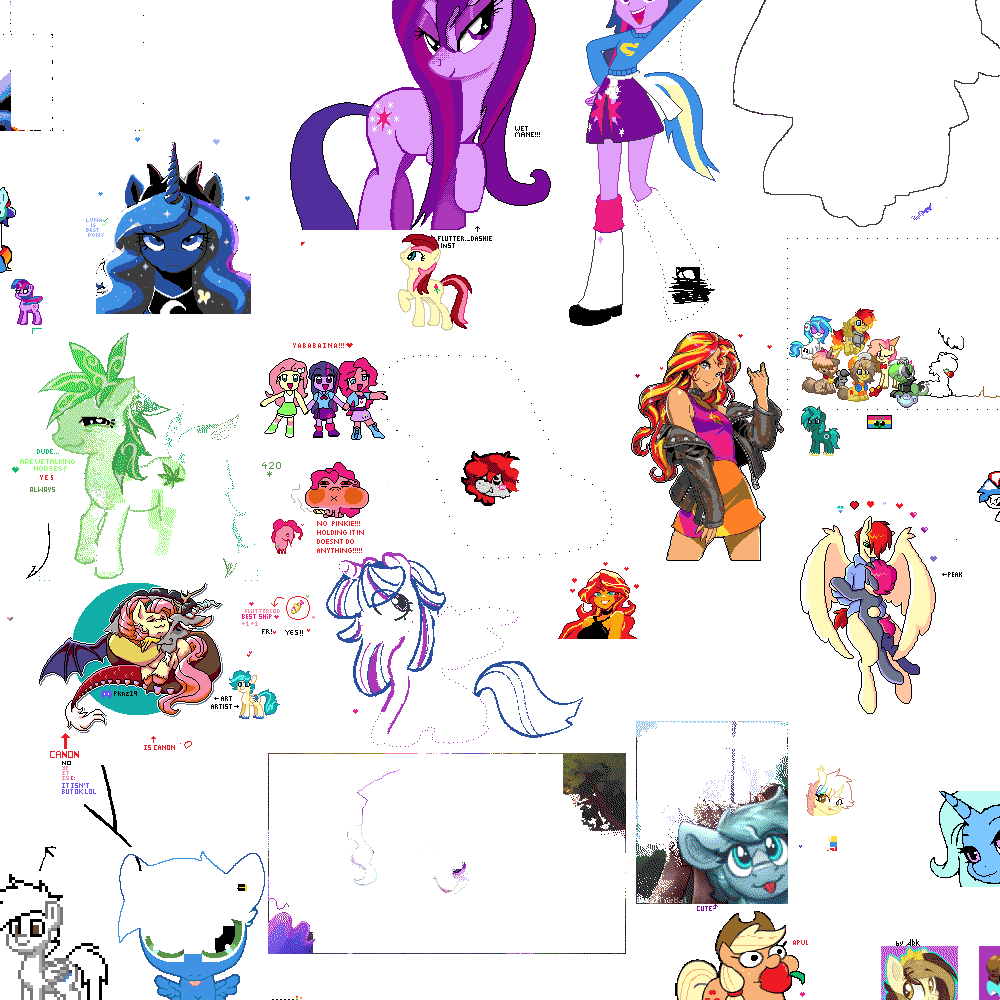 WET
MANE!!!
FLUTTER...DASHIE
INST
LUNA
IS
BEST
PONY
YABABAINA!!!
DUDE...
ARE WE TALKING
HORSES?
YES
ALWAYS
420
NO PINKIE!!!
HOLDING IT IN
DOESNT DO
ANYTHING!!!!!
←PEAK
BEST SHIP
+1+1
FR!
YES!!
PKNZ19
←ART
ARTIST→
IS CANON
CANON
NO
IT
IS
IT ISN'T
BUT OK LOL
CUTE
APUL
by dbk